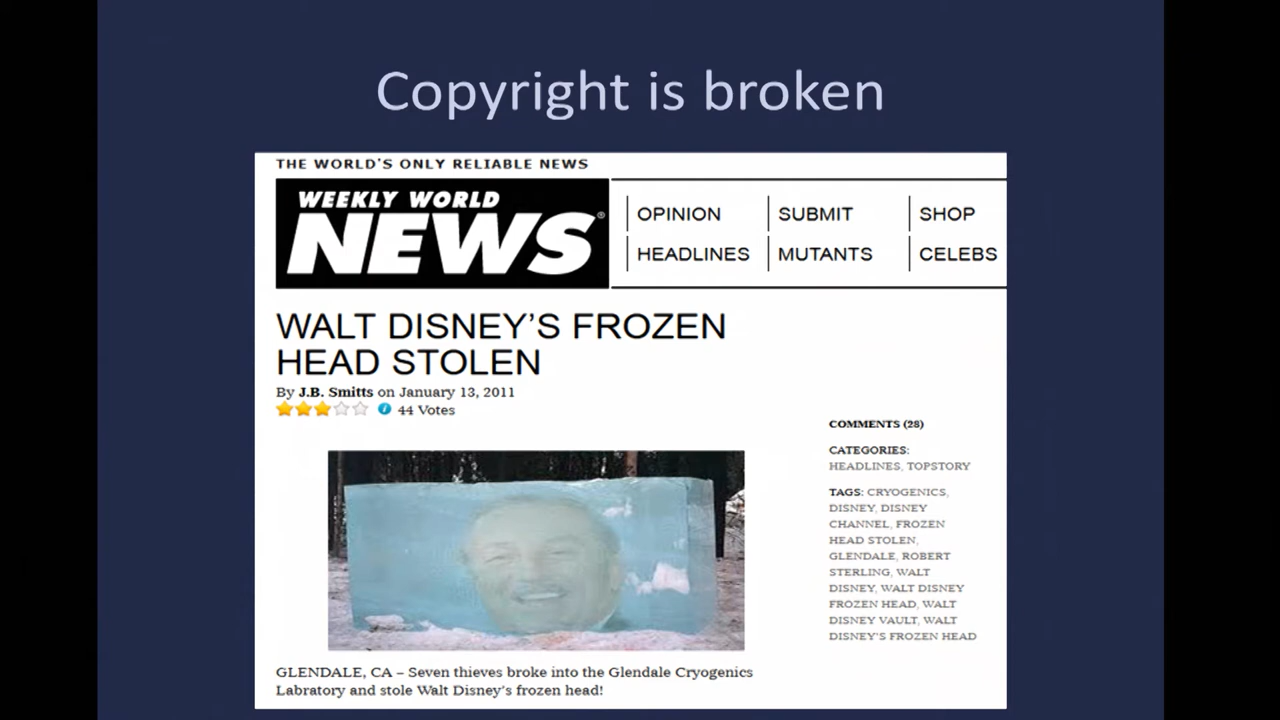 Copyright is broken
THE WORLD'S ONLY RELIABLE NEWS
WEEKLY WORLD
NEWS®
OPINION
SUBMIT
SHOP
HEADLINES
MUTANTS
CELEBS
WALT DISNEY'S FROZEN
HEAD STOLEN
By J.B. Smitts on January 13, 2011
44 Votes
COMMENTS (28)
CATEGORIES:
HEADLINES, TOPSTORY
TAGS: CRYOGENICS,
DISNEY, DISNEY
CHANNEL, FROZEN
HEAD STOLEN,
GLENDALE, ROBERT
STERLING, WALT
DISNEY, WALT DISNEY
FROZEN HEAD, WALT
DISNEY VAULT, WALT
DISNEY'S FROZEN HEAD
GLENDALE, CA – Seven thieves broke into the Glendale Cryogenics
Labratory and stole Walt Disney's frozen head!